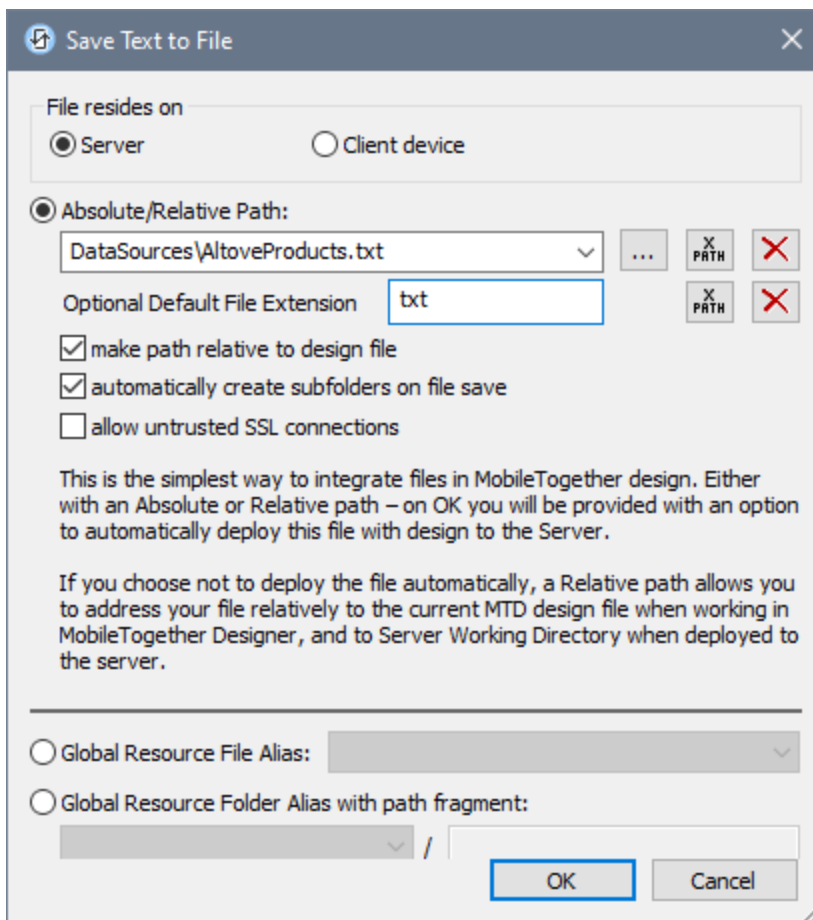 Save Text to File
File resides on
Server
Client device
Absolute/Relative Path:
DataSources\AltoveProducts.txt
...
X
PATH
Optional Default File Extension
txt
X
PATH
make path relative to design file
automatically create subfolders on file save
allow untrusted SSL connections
This is the simplest way to integrate files in MobileTogether design. Either
with an Absolute or Relative path – on OK you will be provided with an option
to automatically deploy this file with design to the Server.
If you choose not to deploy the file automatically, a Relative path allows you
to address your file relatively to the current MTD design file when working in
MobileTogether Designer, and to Server Working Directory when deployed to
the server.
Global Resource File Alias:
Global Resource Folder Alias with path fragment:
/
OK
Cancel